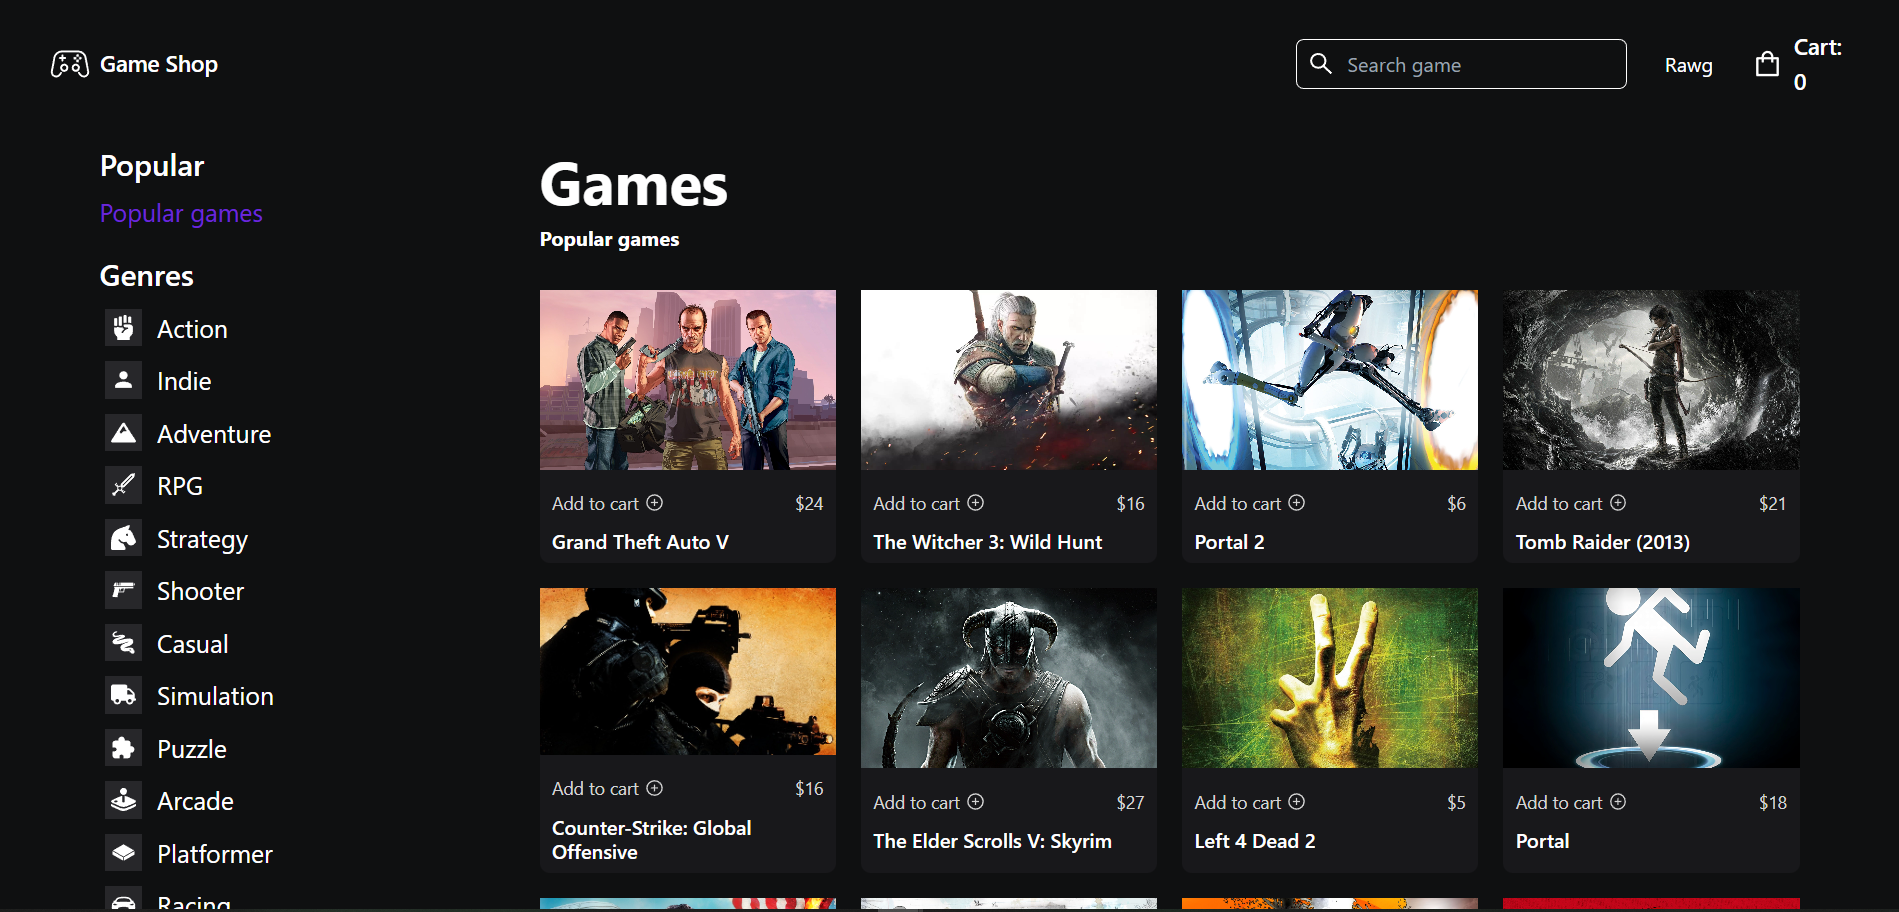 Game Shop
Search game
Rawg
Cart:
0
Popular
Popular games
Genres
Action
Indie
Adventure
RPG
Strategy
Shooter
Casual
Simulation
Puzzle
Arcade
Platformer
Racing
Games
Popular games
Add to cart $24
Grand Theft Auto V
Add to cart $16
The Witcher 3: Wild Hunt
Add to cart $6
Portal 2
Add to cart $21
Tomb Raider (2013)
Add to cart $16
Counter-Strike: Global
Offensive
Add to cart $27
The Elder Scrolls V: Skyrim
Add to cart $5
Left 4 Dead 2
Add to cart $18
Portal